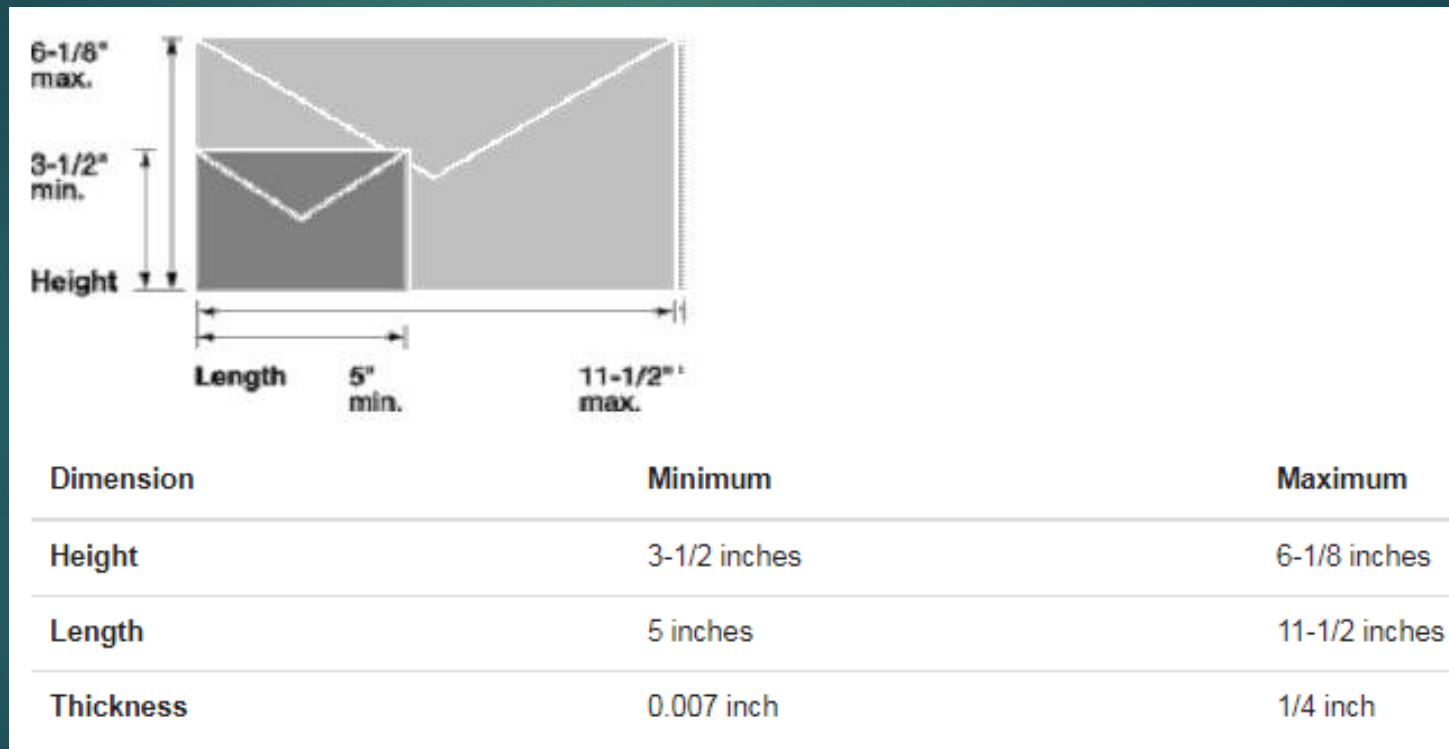 6-1/8"
max.
3-1/2"
min.
Height
Length 5" 11-1/2"
min. max.
Dimension Minimum Maximum
Height 3-1/2 inches 6-1/8 inches
Length 5 inches 11-1/2 inches
Thickness 0.007 inch 1/4 inch